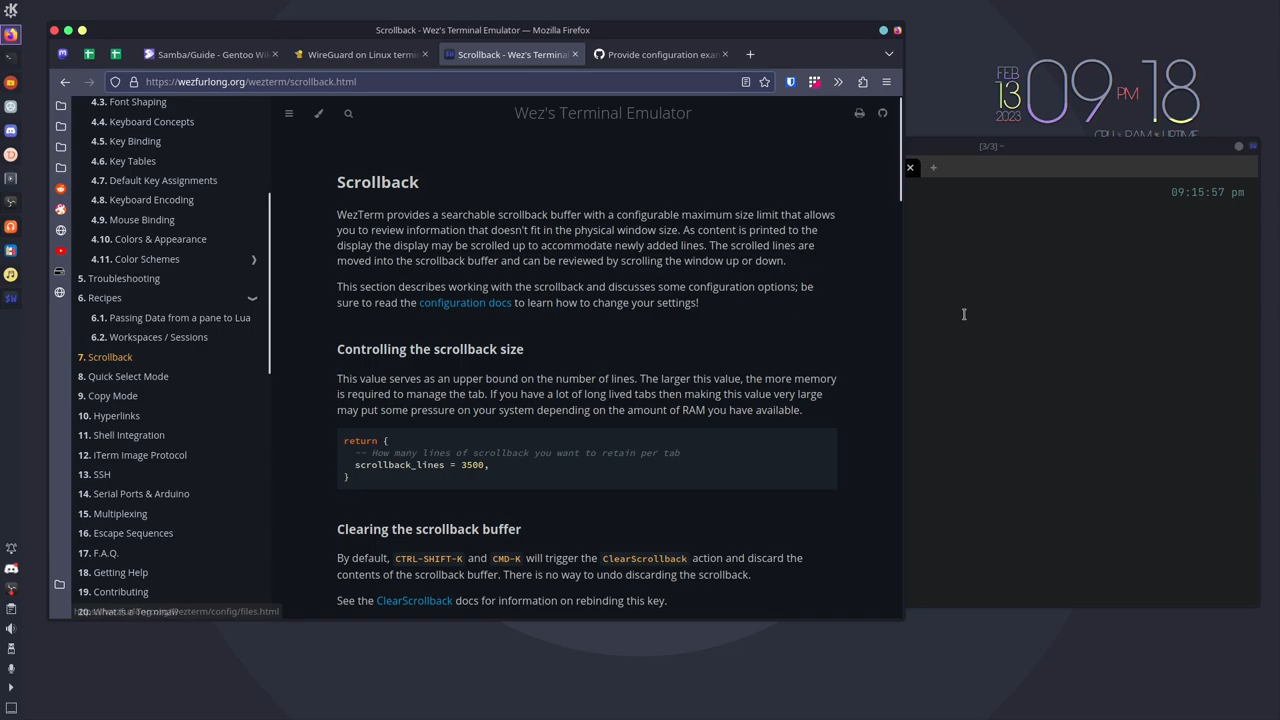 Scrollback - Wez's Terminal Emulator — Mozilla Firefox
Samba/Guide - Gentoo Wi
WireGuard on Linux termi
Scrollback - Wez's Termina
Provide configuration exa
https://wezfurlong.org/wezterm/scrollback.html
4.3. Font Shaping
4.4. Keyboard Concepts
4.5. Key Binding
4.6. Key Tables
4.7. Default Key Assignments
4.8. Keyboard Encoding
4.9. Mouse Binding
4.10. Colors & Appearance
4.11. Color Schemes
5. Troubleshooting
6. Recipes
6.1. Passing Data from a pane to Lua
6.2. Workspaces / Sessions
7. Scrollback
8. Quick Select Mode
9. Copy Mode
10. Hyperlinks
11. Shell Integration
12. iTerm Image Protocol
13. SSH
14. Serial Ports & Arduino
15. Multiplexing
16. Escape Sequences
17. F.A.Q.
18. Getting Help
19. Contributing
Wez's Terminal Emulator
Scrollback
WezTerm provides a searchable scrollback buffer with a configurable maximum size limit that allows
you to review information that doesn't fit in the physical window size. As content is printed to the
display the display may be scrolled up to accommodate newly added lines. The scrolled lines are
moved into the scrollback buffer and can be reviewed by scrolling the window up or down.
This section describes working with the scrollback and discusses some configuration options; be
sure to read the configuration docs to learn how to change your settings!
Controlling the scrollback size
This value serves as an upper bound on the number of lines. The larger this value, the more memory
is required to manage the tab. If you have a lot of long lived tabs then making this value very large
may put some pressure on your system depending on the amount of RAM you have available.
return {
-- How many lines of scrollback you want to retain per tab
scrollback_lines = 3500,
}
Clearing the scrollback buffer
By default, CTRL-SHIFT-K and CMD-K will trigger the ClearScrollback action and discard the
contents of the scrollback buffer. There is no way to undo discarding the scrollback.
See the ClearScrollback docs for information on rebinding this key.
FEB
13
2023
09 PM 18
CPU • RAM • UPTIME
[3/3] ~
09:15:57 pm